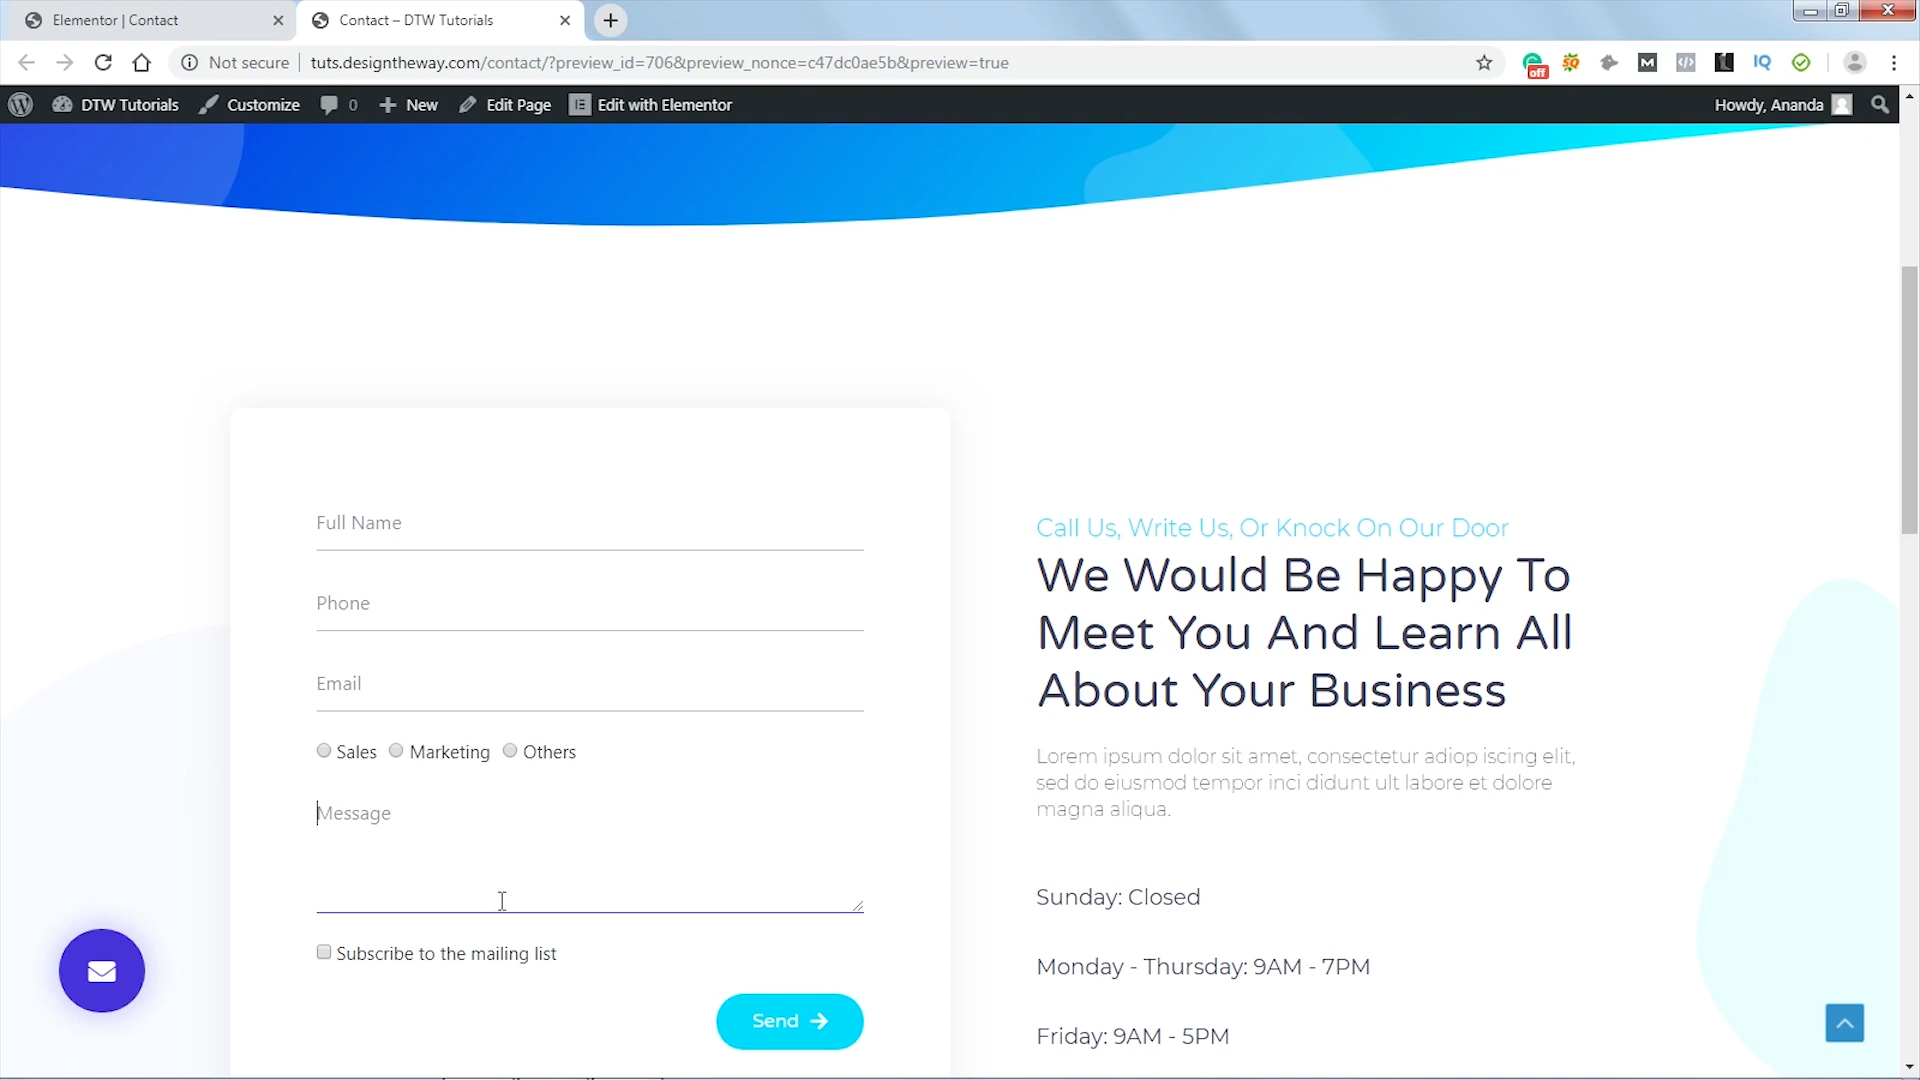 Elementor | Contact
Contact – DTW Tutorials
Not secure
tuts.designtheway.com/contact/?preview_id=706&preview_nonce=c47dc0ae5b&preview=true
off
SQ
M
</>
IQ
DTW Tutorials
Customize
0
New
Edit Page
Edit with Elementor
Howdy, Ananda
Full Name
Phone
Email
Sales
Marketing
Others
Message
Subscribe to the mailing list
Send
Call Us, Write Us, Or Knock On Our Door
We Would Be Happy To
Meet You And Learn All
About Your Business
Lorem ipsum dolor sit amet, consectetur adiop iscing elit,
sed do eiusmod tempor inci didunt ult labore et dolore
magna aliqua.
Sunday: Closed
Monday - Thursday: 9AM - 7PM
Friday: 9AM - 5PM